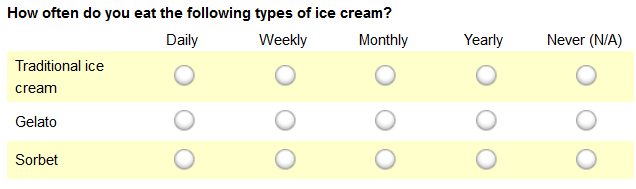 How often do you eat the following types of ice cream?
Daily Weekly Monthly Yearly Never (N/A)
Traditional ice
cream
Gelato
Sorbet